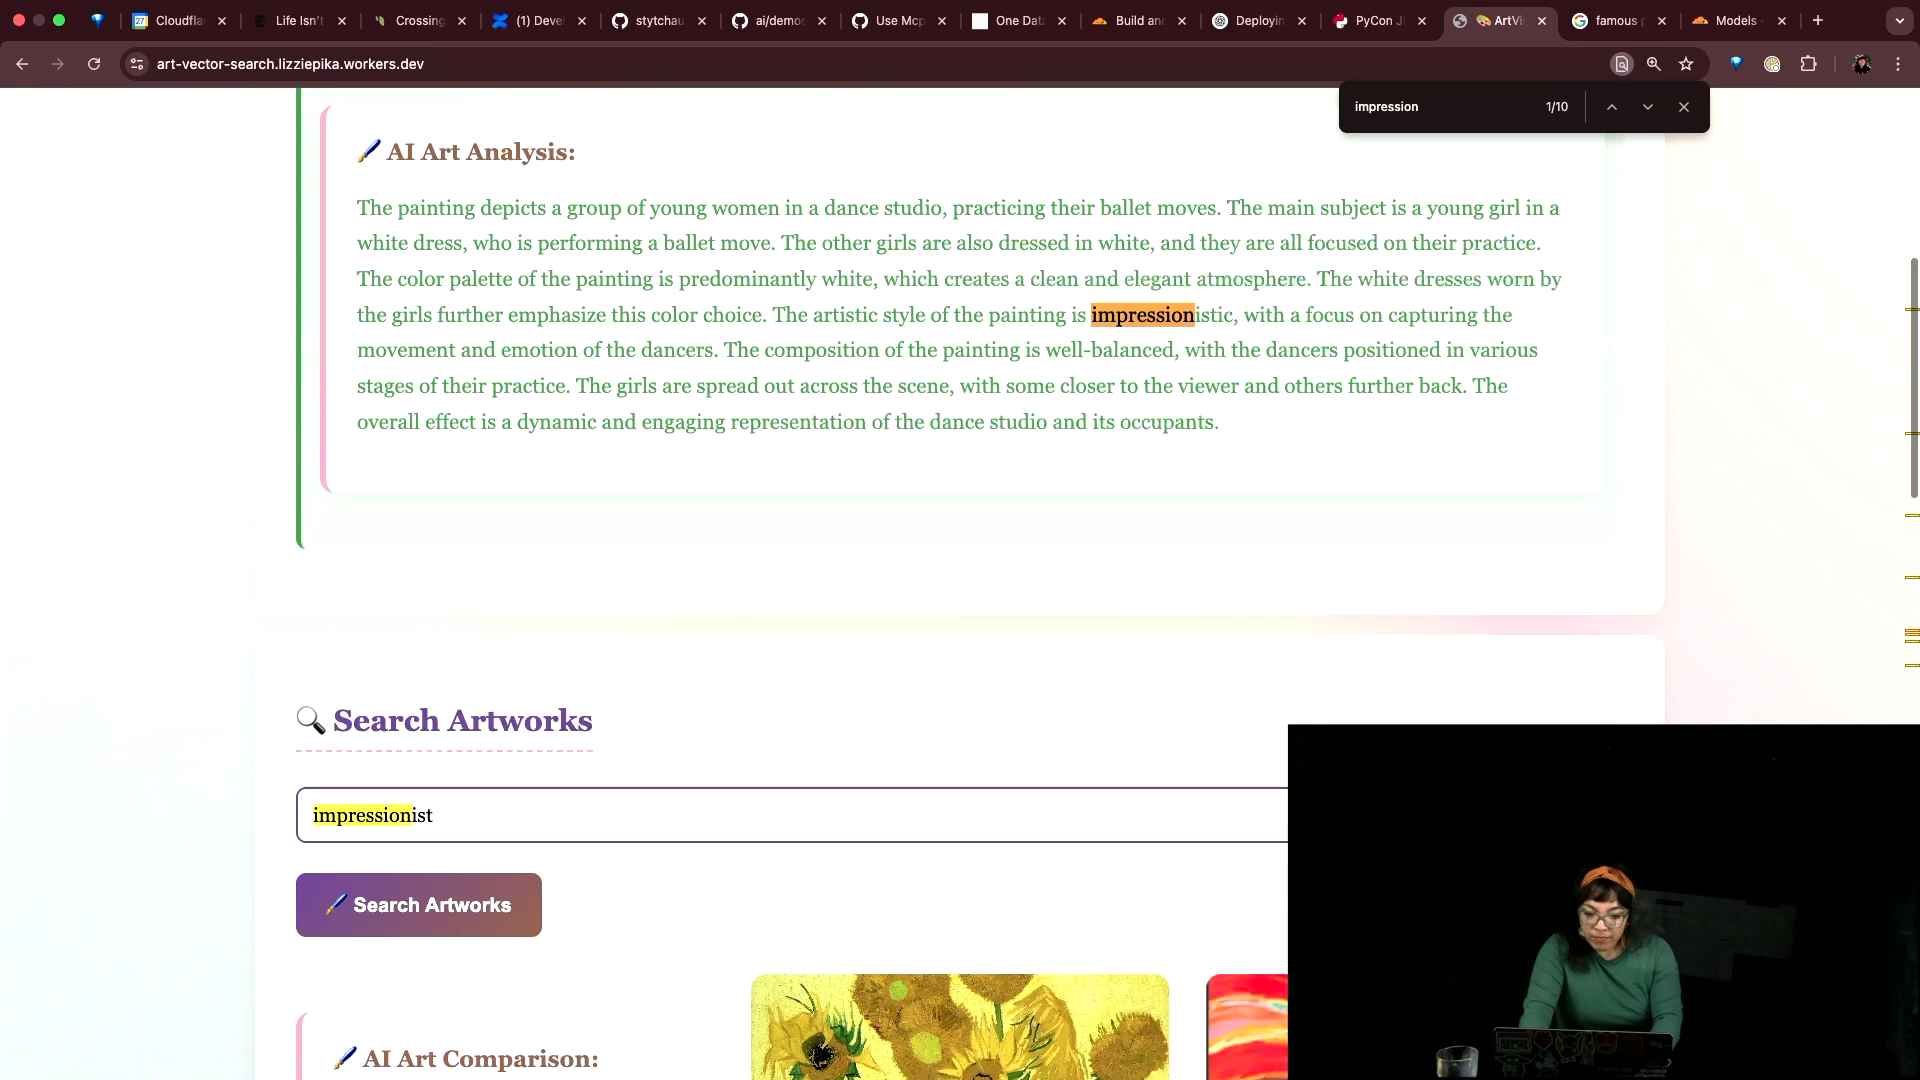 27 Cloudfla
Life Isn't
Crossing
(1) Deve
stytchau
ai/demos
Use Mcp
One Data
Build and
Deployin
PyCon J
ArtVi
famous p
Models
art-vector-search.lizziepika.workers.dev
impression 1/10
AI Art Analysis:
The painting depicts a group of young women in a dance studio, practicing their ballet moves. The main subject is a young girl in a
white dress, who is performing a ballet move. The other girls are also dressed in white, and they are all focused on their practice.
The color palette of the painting is predominantly white, which creates a clean and elegant atmosphere. The white dresses worn by
the girls further emphasize this color choice. The artistic style of the painting is impressionistic, with a focus on capturing the
movement and emotion of the dancers. The composition of the painting is well-balanced, with the dancers positioned in various
stages of their practice. The girls are spread out across the scene, with some closer to the viewer and others further back. The
overall effect is a dynamic and engaging representation of the dance studio and its occupants.
Search Artworks
impressionist
Search Artworks
AI Art Comparison: